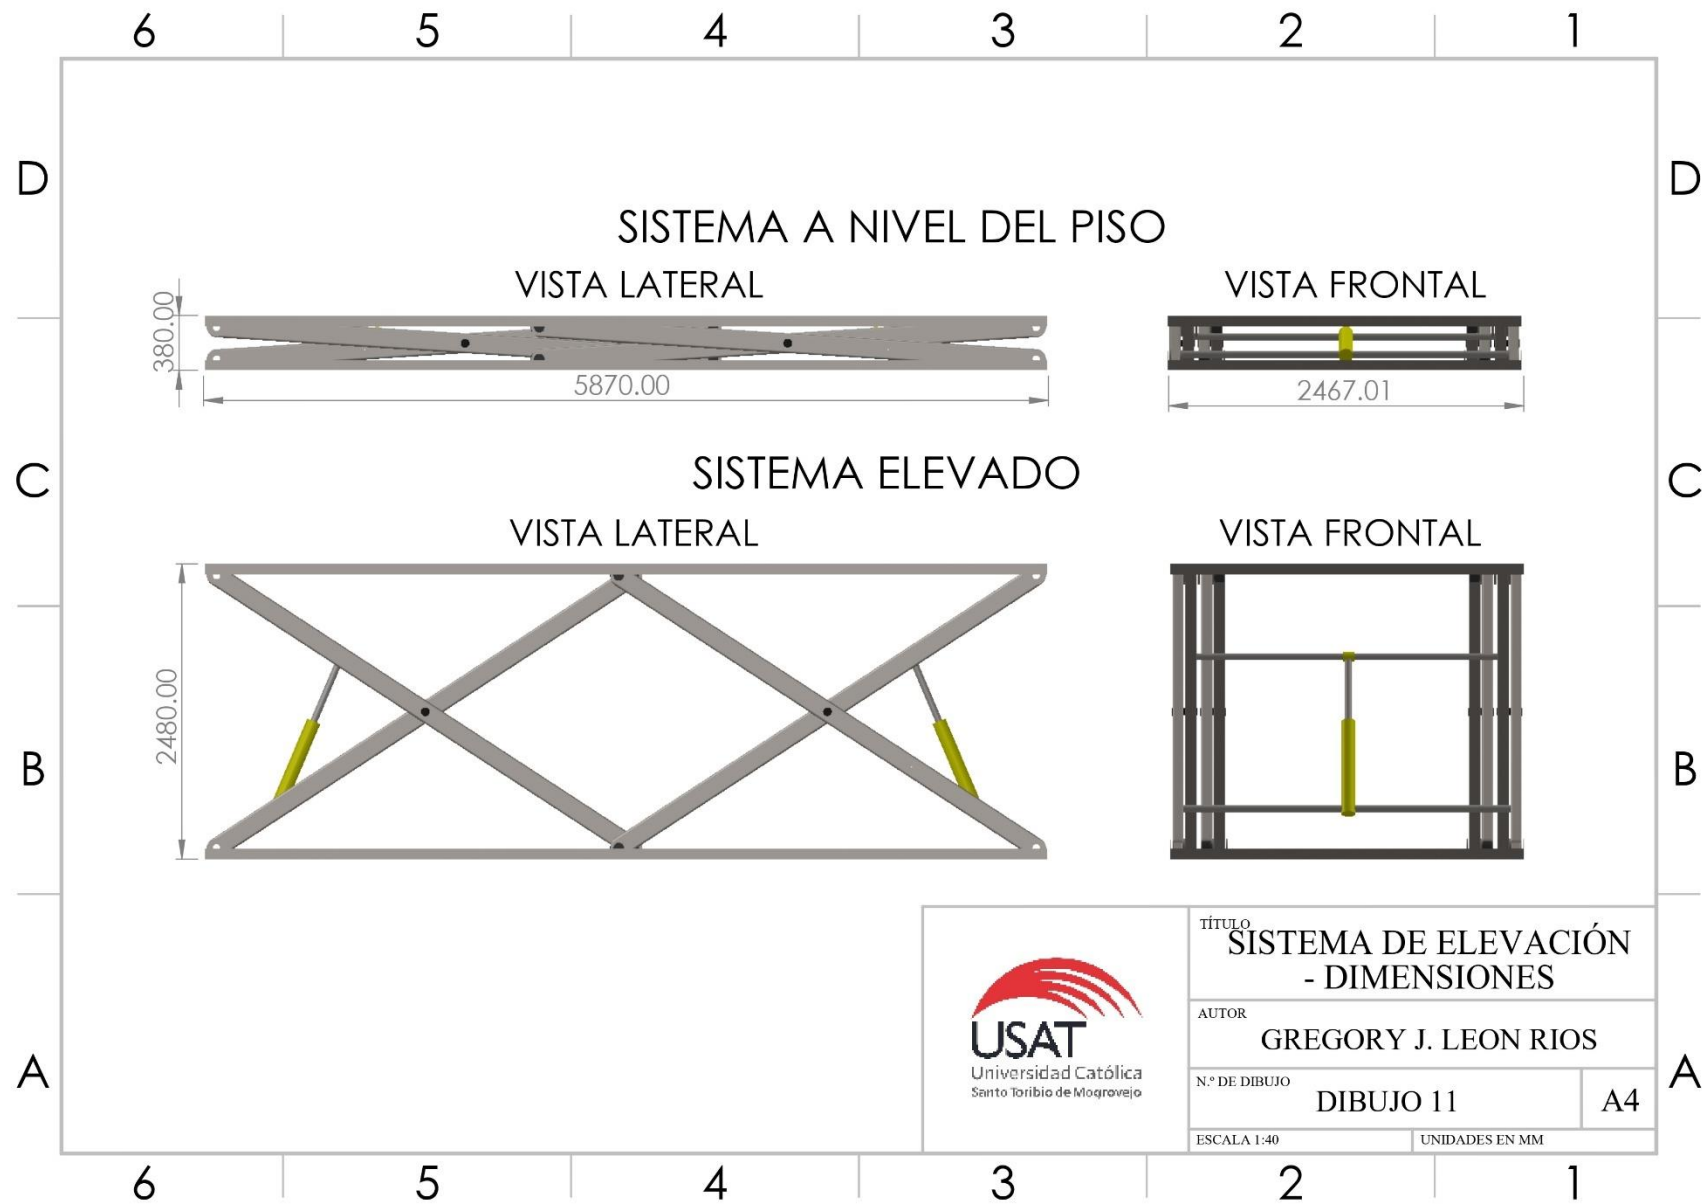 6 5 4 3 2 1
D D
SISTEMA A NIVEL DEL PISO
VISTA LATERAL VISTA FRONTAL
380.00
5870.00 2467.01
C C
SISTEMA ELEVADO
VISTA LATERAL VISTA FRONTAL
2480.00
B B
TÍTULO
SISTEMA DE ELEVACIÓN
- DIMENSIONES
AUTOR
GREGORY J. LEON RIOS
USAT
Universidad Católica
Santo Toribio de Mogrovejo
A A
N.º DE DIBUJO
DIBUJO 11 A4
ESCALA 1:40 UNIDADES EN MM
6 5 4 3 2 1